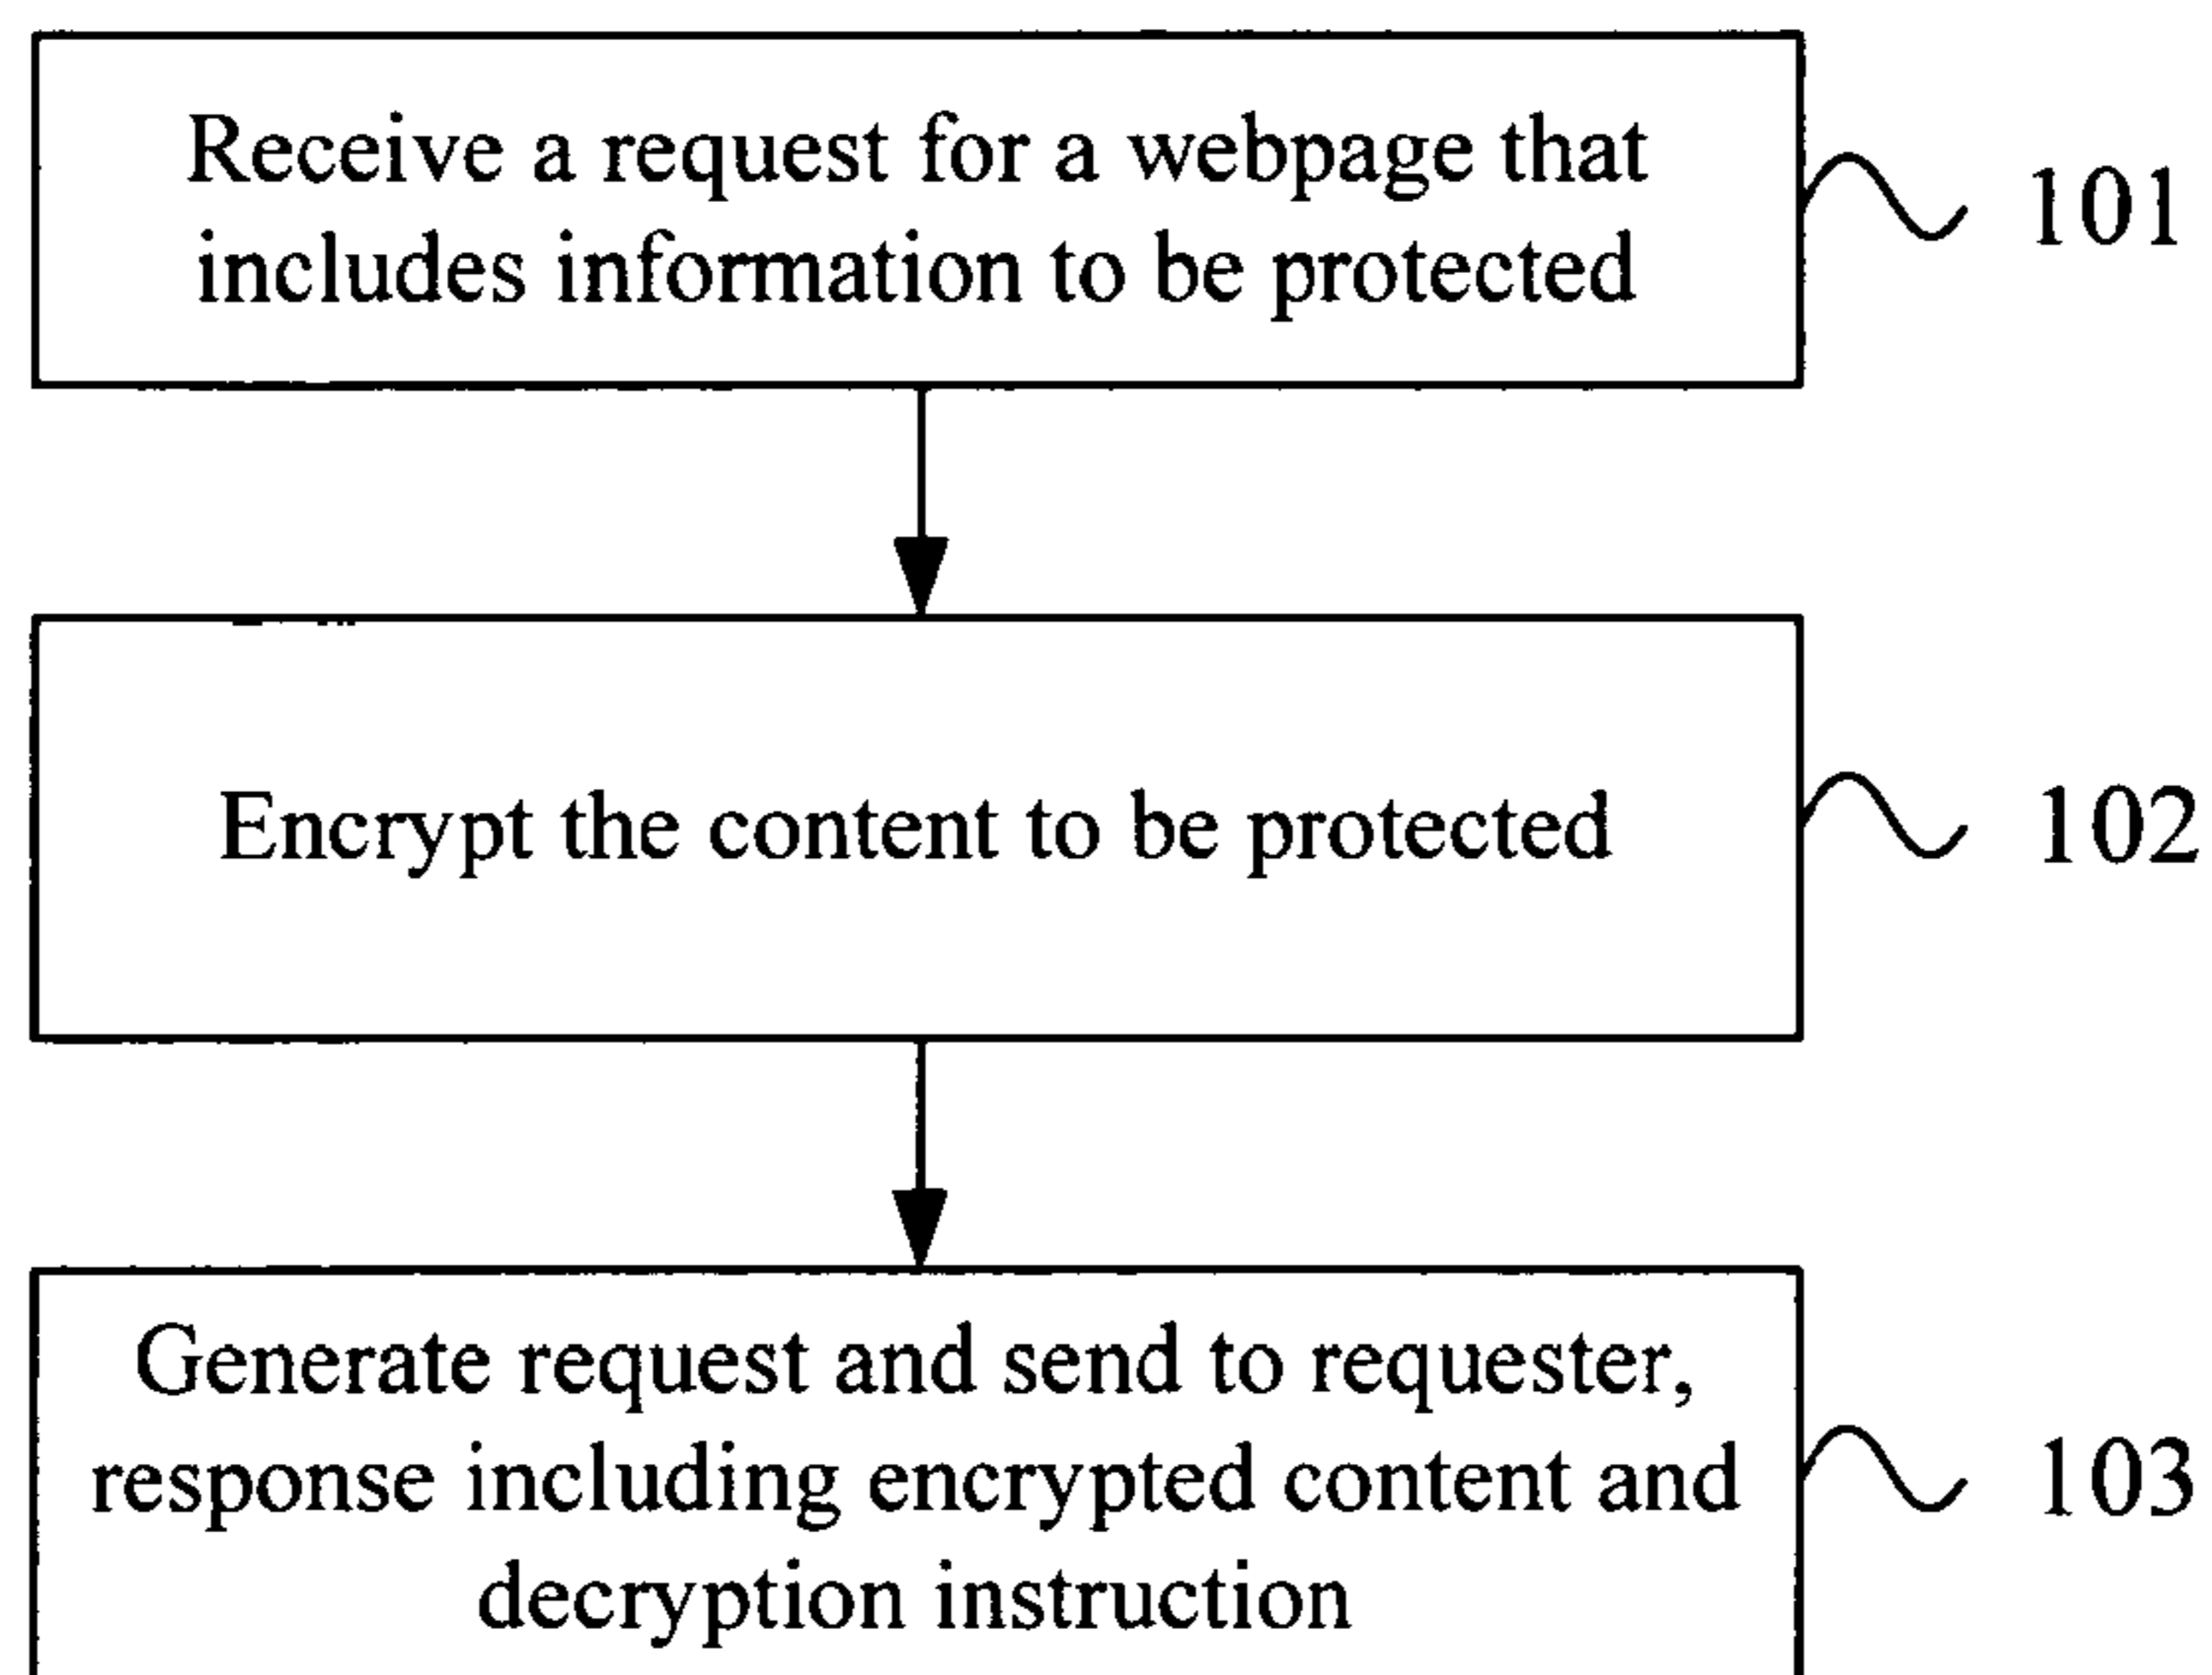 Receive a request for a webpage that
includes information to be protected
101
Encrypt the content to be protected
102
Generate request and send to requester,
response including encrypted content and
decryption instruction
103